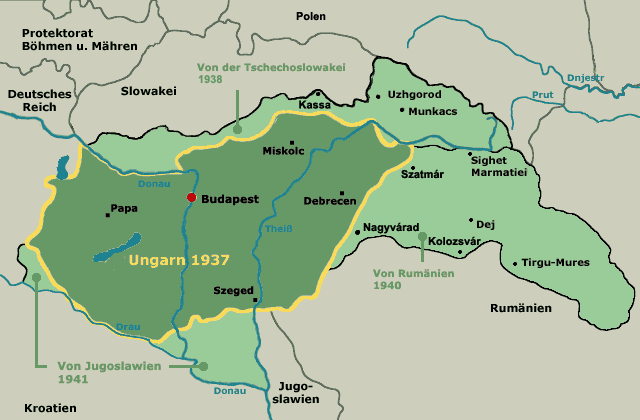 Polen
Protektorat
Böhmen u. Mähren
Von der Tschechoslowakei
1938
Dnjestr
Slowakei
Deutsches
Reich
Kassa
Uzhgorod
Prut
Munkacs
Miskolc
Sighet
Marmatiei
Donau
Szatmár
Budapest
Debrecen
Papa
Theiß
Nagyvárad
Dej
Kolozsvár
Ungarn 1937
Tirgu-Mures
Von Rumänien
1940
Szeged
Rumänien
Drau
Von Jugoslawien
1941
Jugo-
slawien
Donau
Kroatien